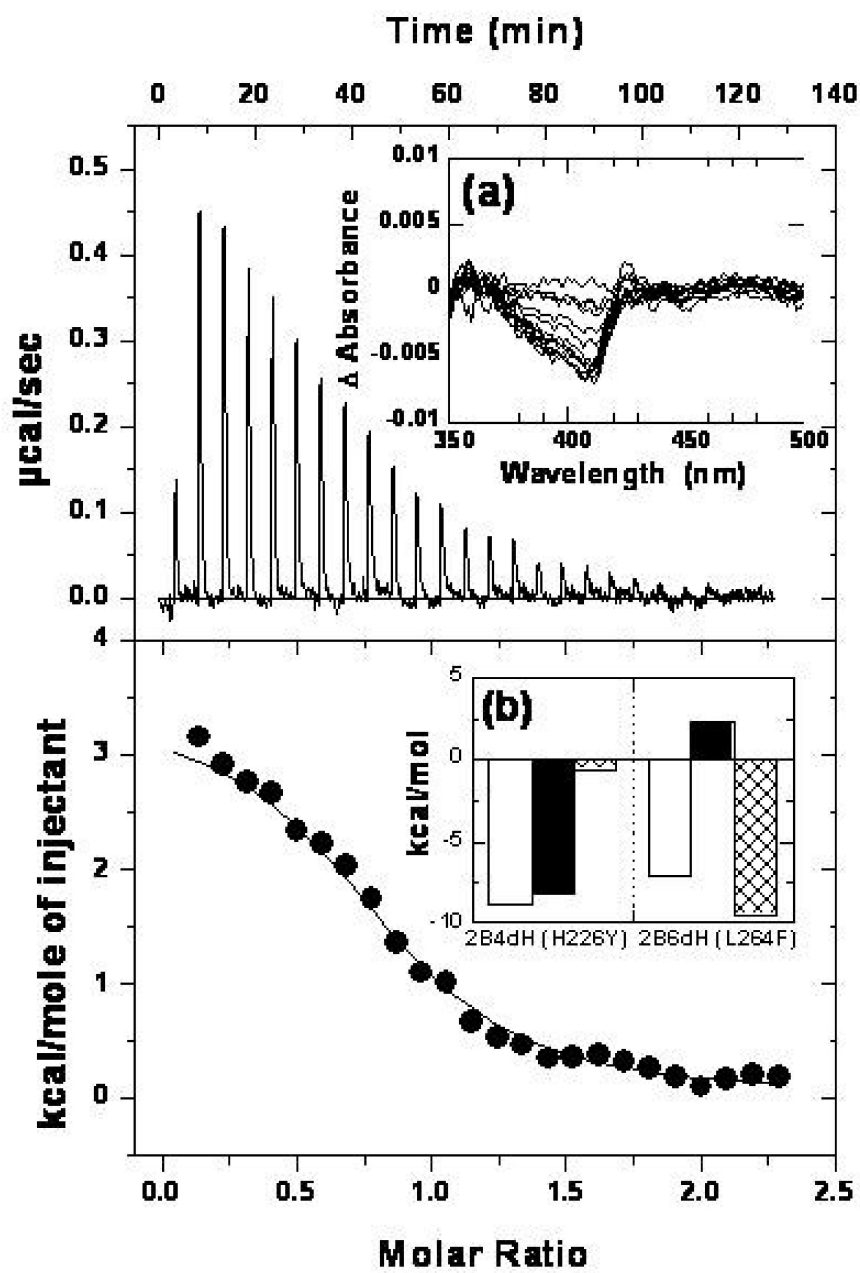 Time (min)
0 20 40 60 80 100 120 140
0.5
0.4
0.3
0.2
0.1
0.0
µcal/sec
(a)
0.01
0.005
0
-0.005
-0.01
Δ Absorbance
350 400 450 500
Wavelength (nm)
4
3
2
1
0
kcal/mole of injectant
(b)
5
0
-5
-10
kcal/mol
2B4dH (H226Y) 2B6dH (L264F)
0.0 0.5 1.0 1.5 2.0 2.5
Molar Ratio